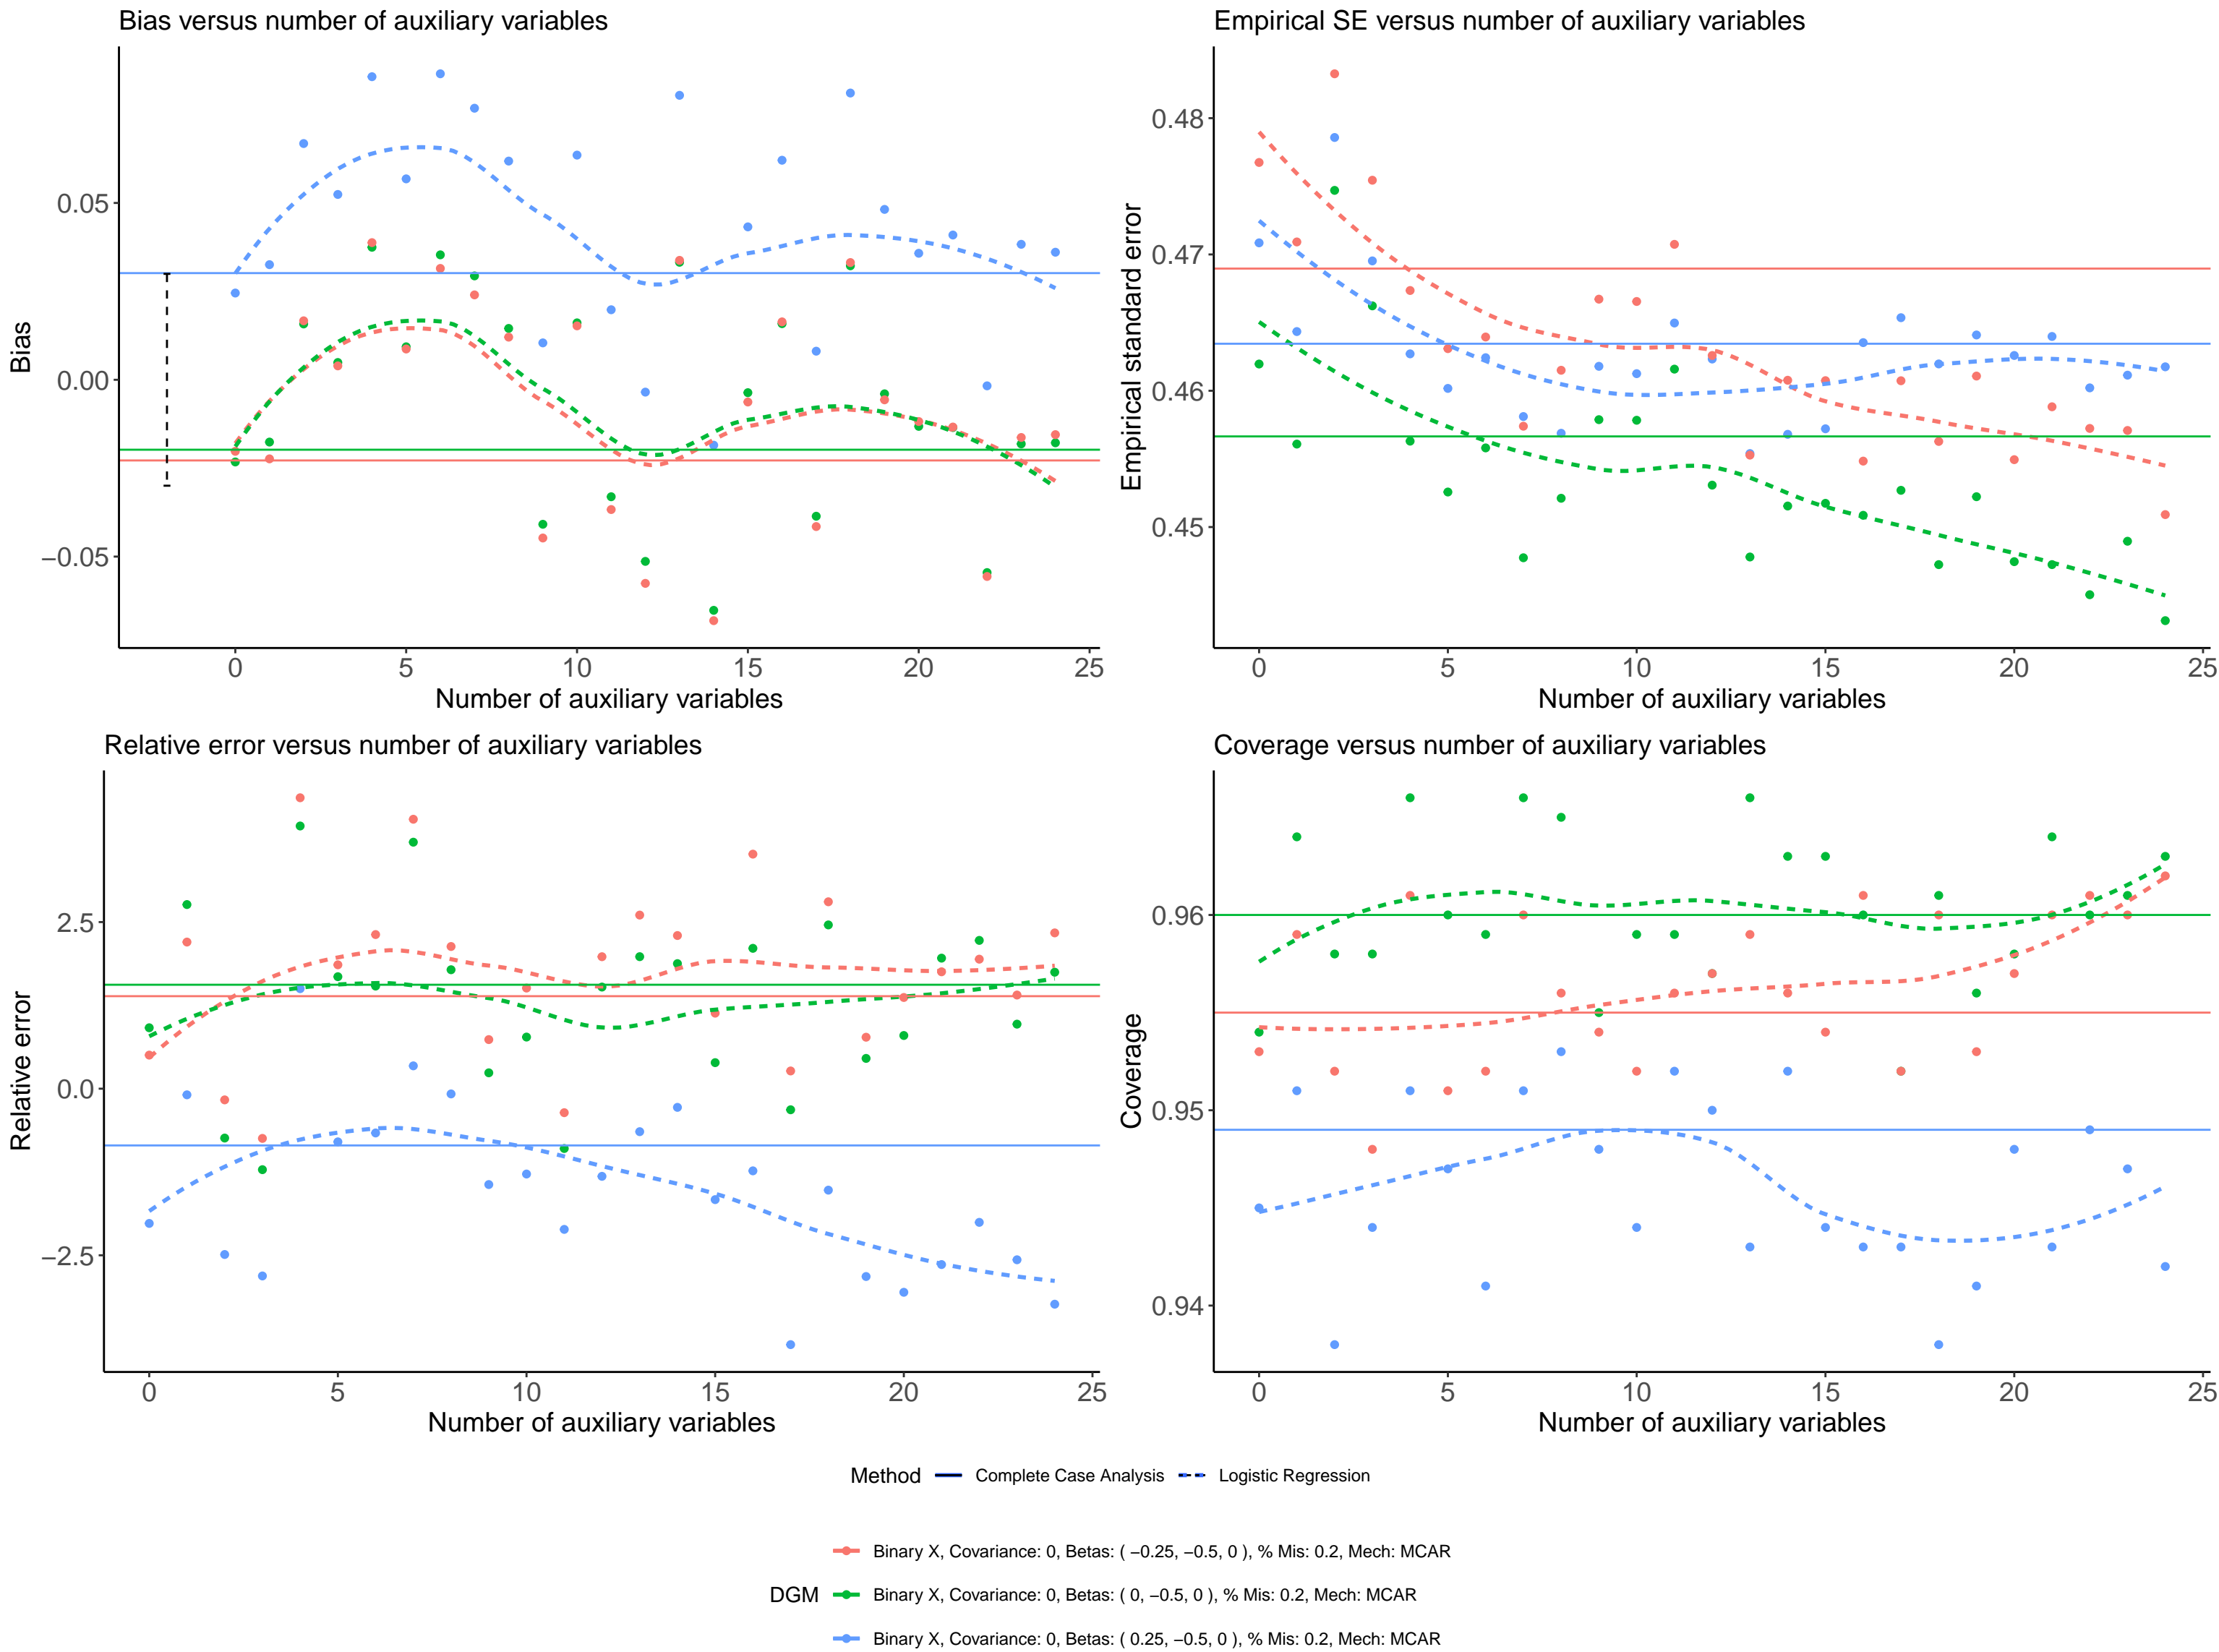 Bias versus number of auxiliary variables
0.05
0.00
−0.05
Bias
0 5 10 15 20 25
Number of auxiliary variables
Empirical SE versus number of auxiliary variables
0.48
0.47
0.46
0.45
Empirical standard error
0 5 10 15 20 25
Number of auxiliary variables
Relative error versus number of auxiliary variables
2.5
0.0
−2.5
Relative error
0 5 10 15 20 25
Number of auxiliary variables
Coverage versus number of auxiliary variables
0.96
0.95
0.94
Coverage
0 5 10 15 20 25
Number of auxiliary variables
Method Complete Case Analysis Logistic Regression
Binary X, Covariance: 0, Betas: ( −0.25, −0.5, 0 ), % Mis: 0.2, Mech: MCAR
DGM Binary X, Covariance: 0, Betas: ( 0, −0.5, 0 ), % Mis: 0.2, Mech: MCAR
Binary X, Covariance: 0, Betas: ( 0.25, −0.5, 0 ), % Mis: 0.2, Mech: MCAR